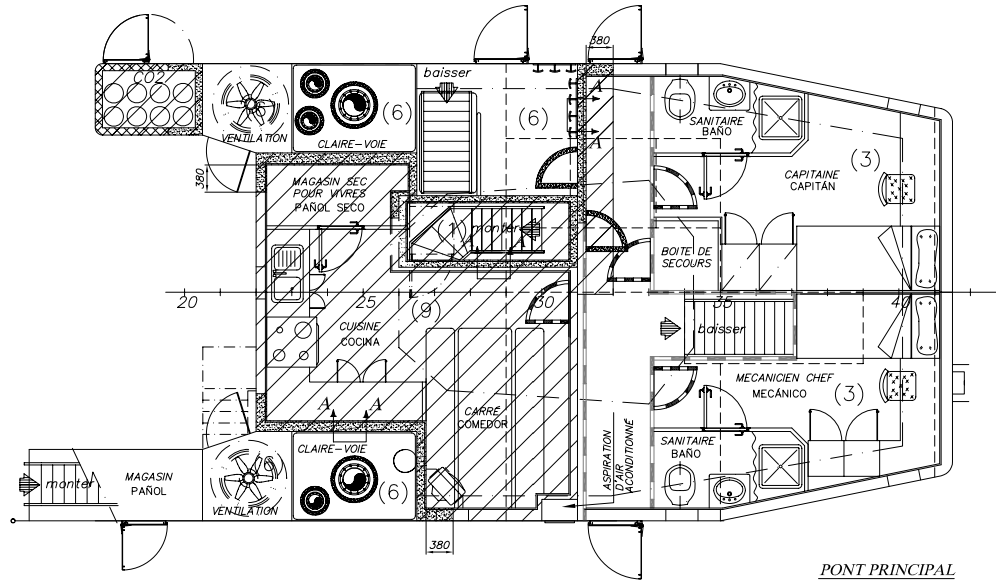 380
CO2
baisser
A
(6)
(6)
A
SANITAIRE
BAÑO
VENTILATION
CLAIRE-VOIE
(3)
CAPITAINE
CAPITÁN
380
MAGASIN SEC
POUR VIVRES
PAÑOL SECO
(1)
monter
BOITE DE
SECOURS
20
25
30
35
40
(9)
CUISINE
COCINA
baisser
MECANICIEN CHEF
MECÁNICO
(3)
A
A
CARRÉ
COMEDOR
CLAIRE-VOIE
SANITAIRE
BAÑO
ASPIRATION
D'AIR
ACONDITIONNÉ
monter
MAGASIN
PAÑOL
(6)
VENTILATION
380
PONT PRINCIPAL